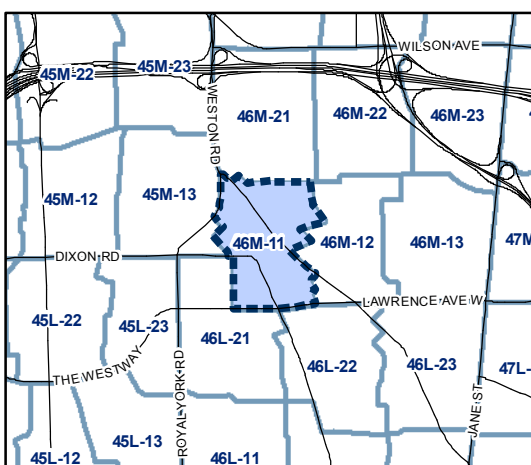 WILSON AVE
45M-22
45M-23
WESTON RD
46M-21
46M-22
46M-23
45M-12
45M-13
46M-11
46M-12
46M-13
47M
DIXON RD
LAWRENCE AVE W
45L-22
45L-23
46L-21
46L-22
46L-23
47L-
THE WESTWAY
ROYAL YORK RD
JANE ST
45L-12
45L-13
46L-11